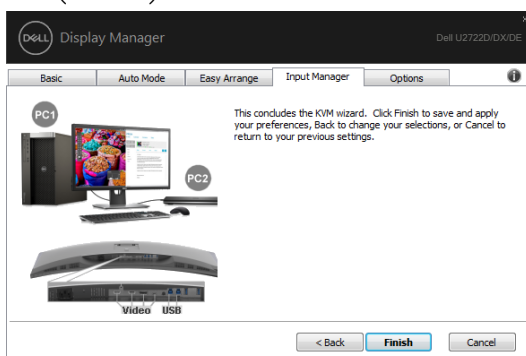 DELL Display Manager
Dell U2722D/DX/DE
Basic
Auto Mode
Easy Arrange
Input Manager
Options
PC1
PC2
Video USB
This concludes the KVM wizard. Click Finish to save and apply
your preferences, Back to change your selections, or Cancel to
return to your previous settings.
< Back
Finish
Cancel